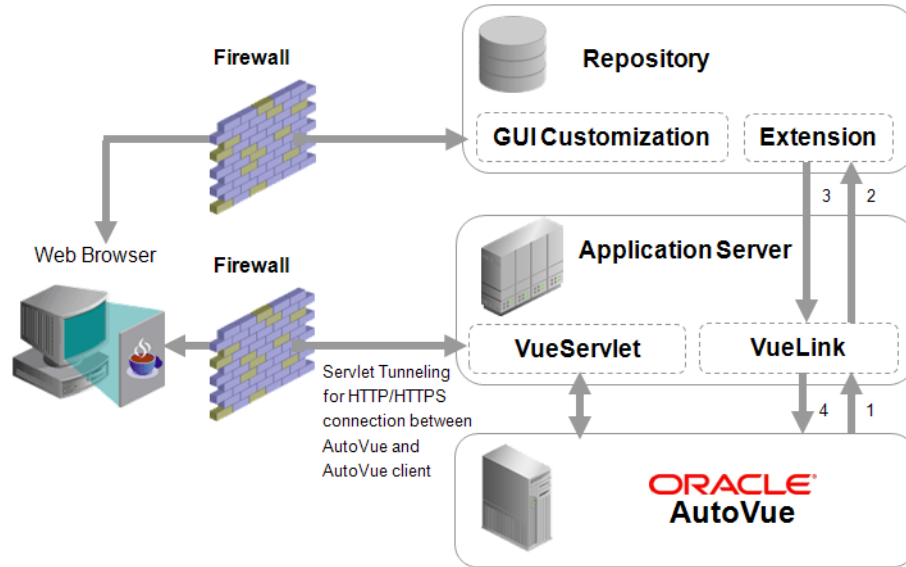 Firewall
Repository
GUI Customization
Extension
3
2
Web Browser
Firewall
Application Server
VueServlet
VueLink
Servlet Tunneling
for HTTP/HTTPS
connection between
AutoVue and
AutoVue client
4
1
ORACLE®
AutoVue